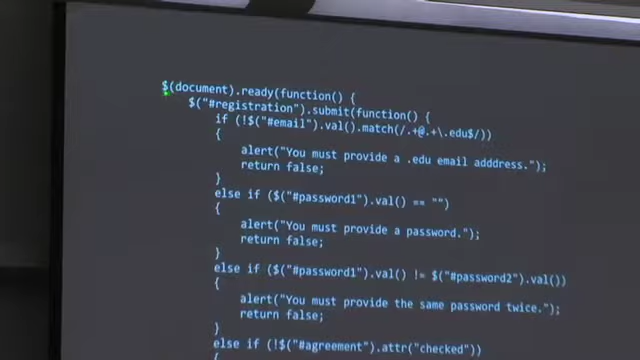 $(document).ready(function() {
$("#registration").submit(function() {
if (!$("#email").val().match(/.+@.+\.edu$/))
{
alert("You must provide a .edu email adddress.");
return false;
}
else if ($("#password1").val() == "")
{
alert("You must provide a password.");
return false;
}
else if ($("#password1").val() != $("#password2").val())
{
alert("You must provide the same password twice.");
return false;
}
else if (!$("#agreement").attr("checked"))
{